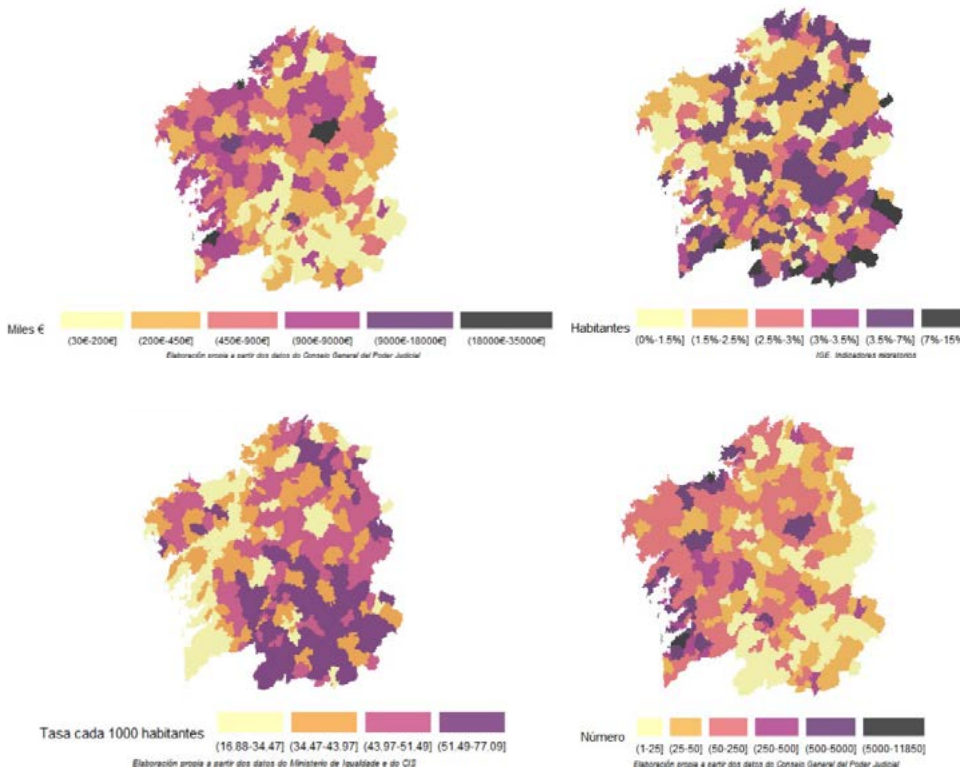 Miles €
(30€-200€]
(200€-450€]
(450€-900€]
(900€-9000€]
(9000€-18000€]
(18000€-35000€]
Elaboración propia a partir dos datos do Consejo General del Poder Judicial
Habitantes
(0%-1.5%]
(1.5%-2.5%]
(2.5%-3%]
(3%-3.5%]
(3.5%-7%]
(7%-15%
IGE. Indicadores migratorios
Tasa cada 1000 habitantes
(16.88-34.47]
(34.47-43.97]
(43.97-51.49]
(51.49-77.09]
Elaboración propia a partir dos datos do Ministerio de Igualdade e do CIS
Número
(1-25]
(25-50]
(50-250]
(250-500]
(500-5000]
(5000-11850]
Elaboración propia a partir dos datos do Consejo General del Poder Judicial